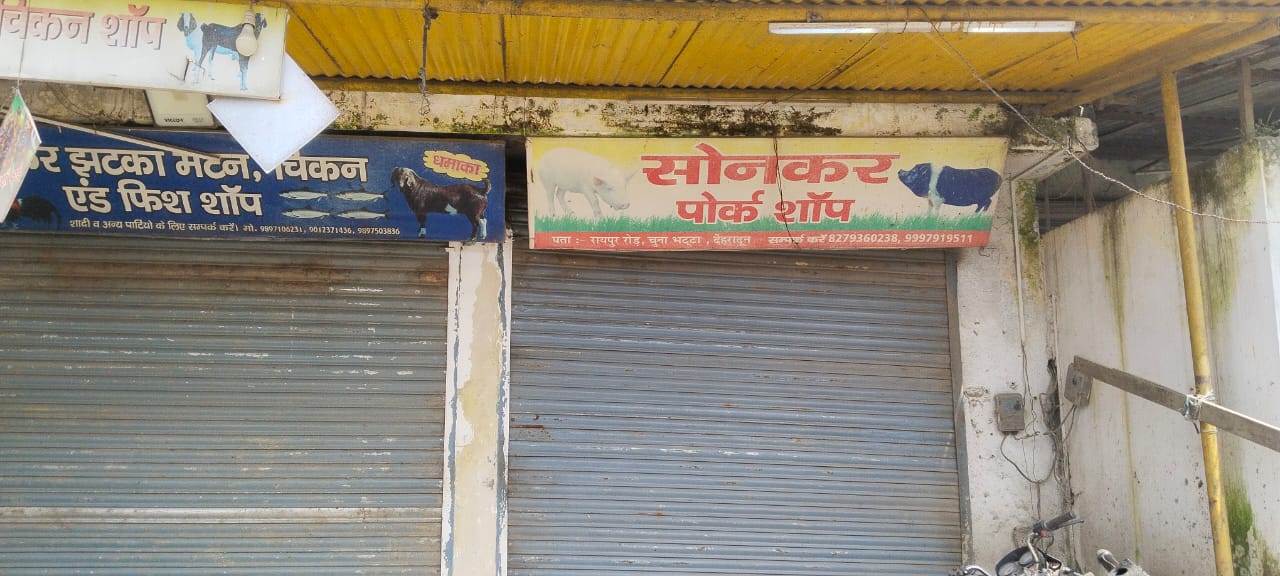 चिकन शॉप
झटका मटन, चिकन
एंड फिश शॉप
धमाका
शादी व अन्य पार्टियो के लिए सम्पर्क करें। मो. 9897106231, 9012371436, 9897503836
सोनकर
पोर्क शॉप
पता :- रायपुर रोड़, चुना भट्टा , देहरादून सम्पर्क करें 8279360238, 9997919511